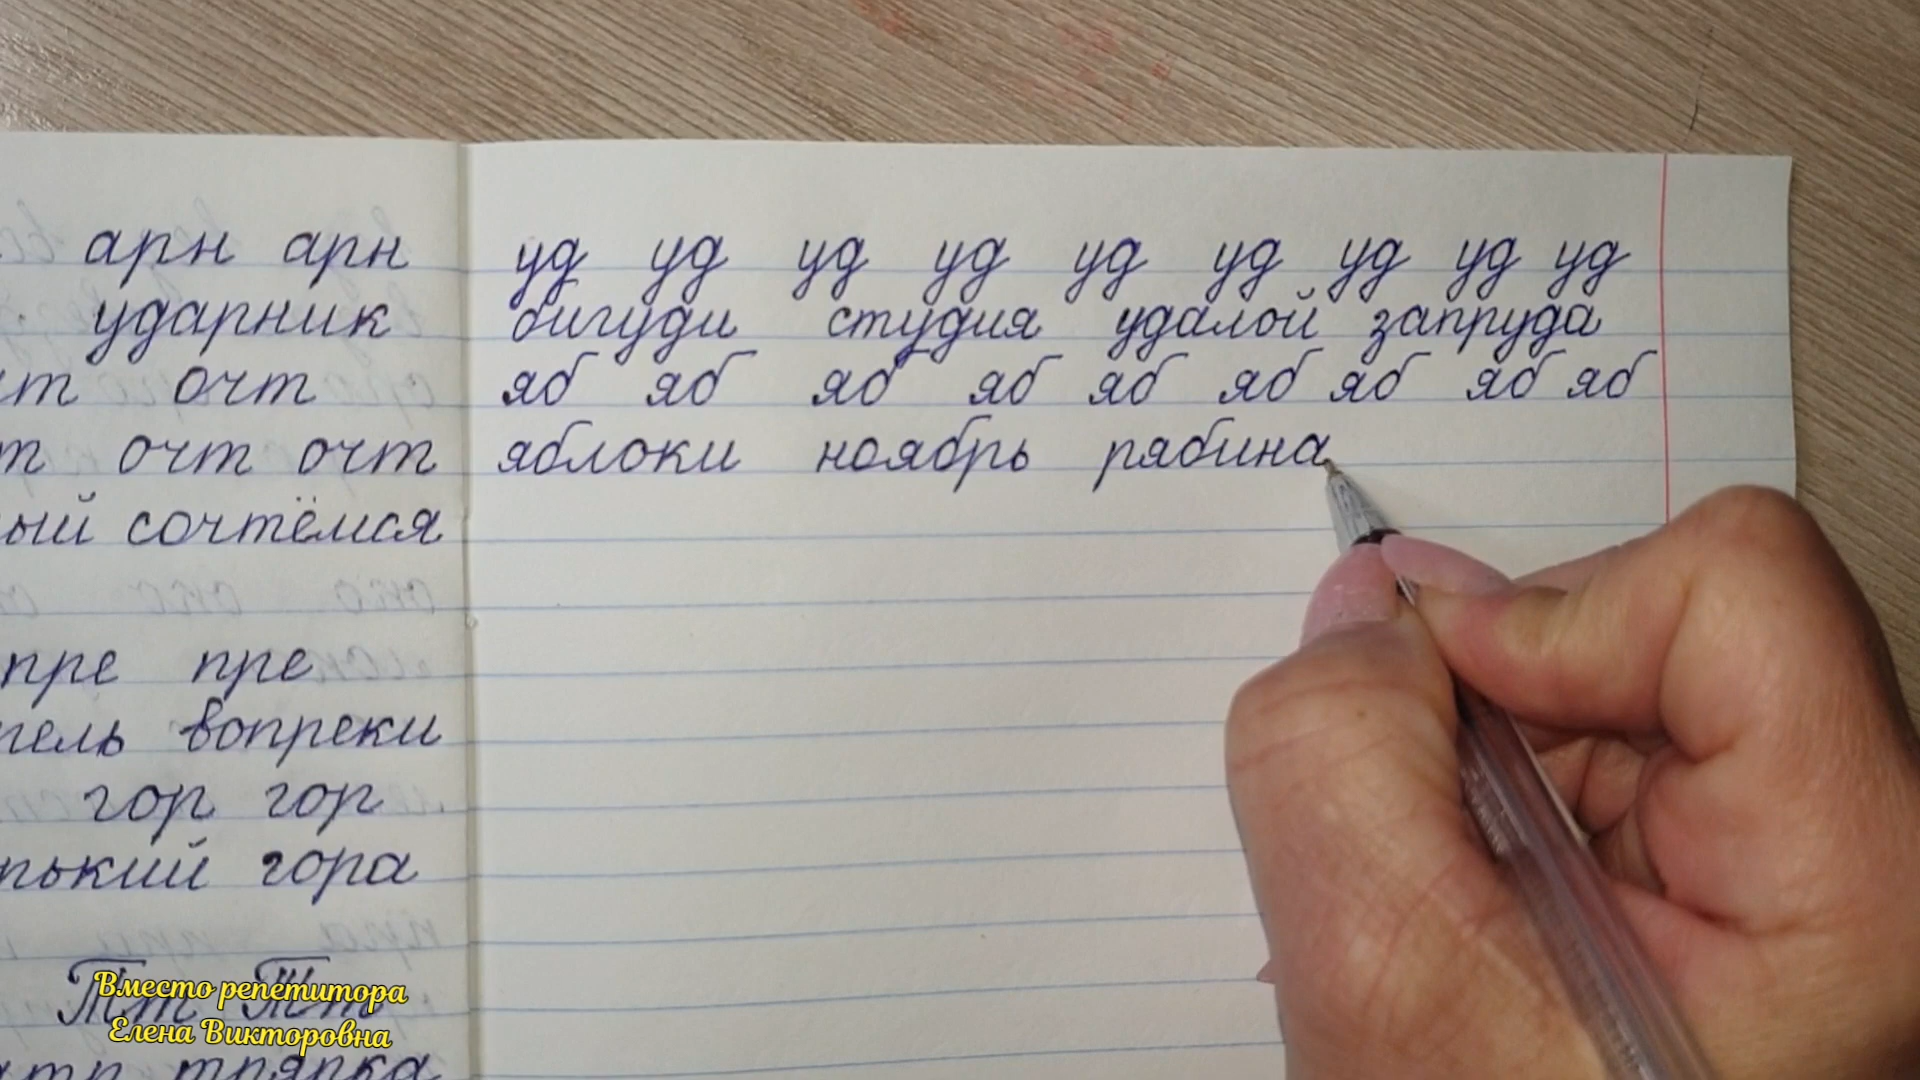 арн арн
ударник
очт
очт очт
сочтёмся
пре пре
вопреки
гор гор
гора
тряпка
уд уд уд уд уд уд уд уд уд
бигуди студия удалой запруда
яб яб яб яб яб яб яб яб яб
яблоки ноябрь рябина
Вместо репетитора
Елена Викторовна